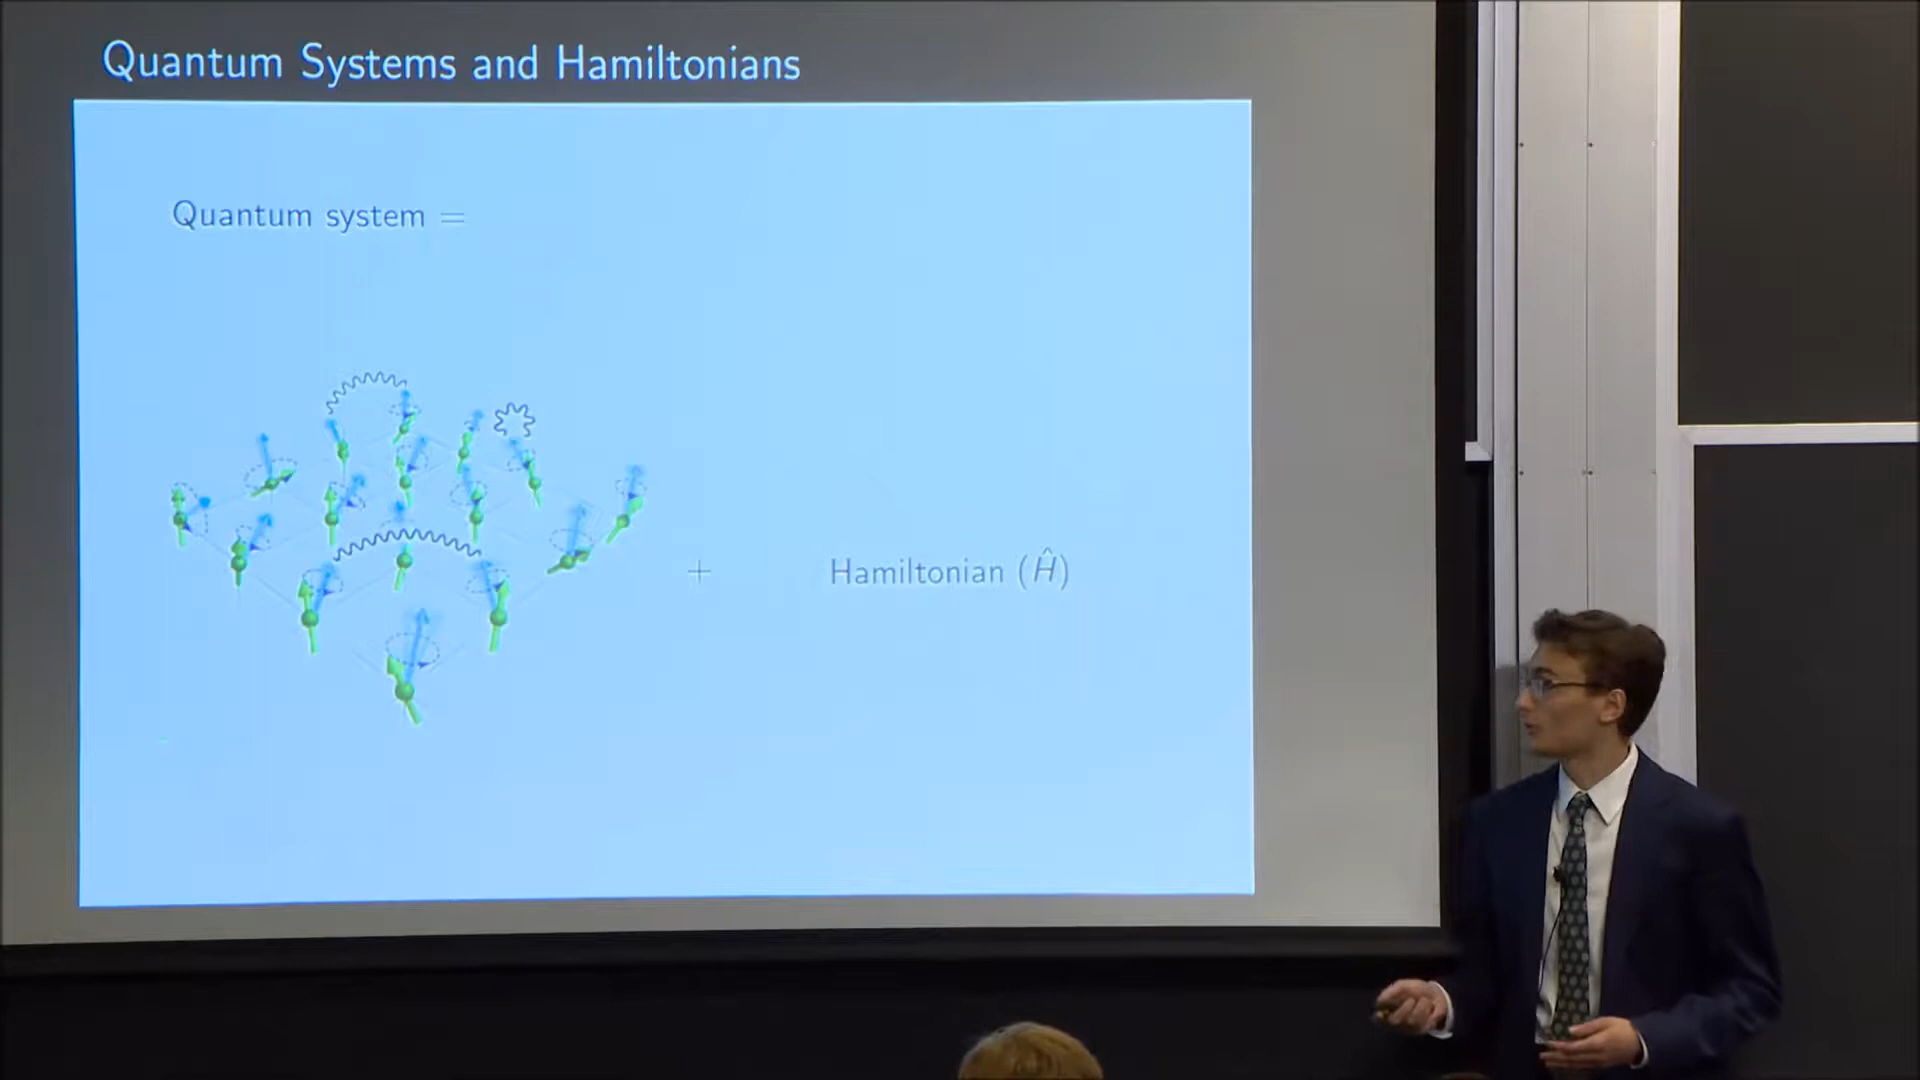 Quantum Systems and Hamiltonians
Quantum system =
+ Hamiltonian (Ĥ)